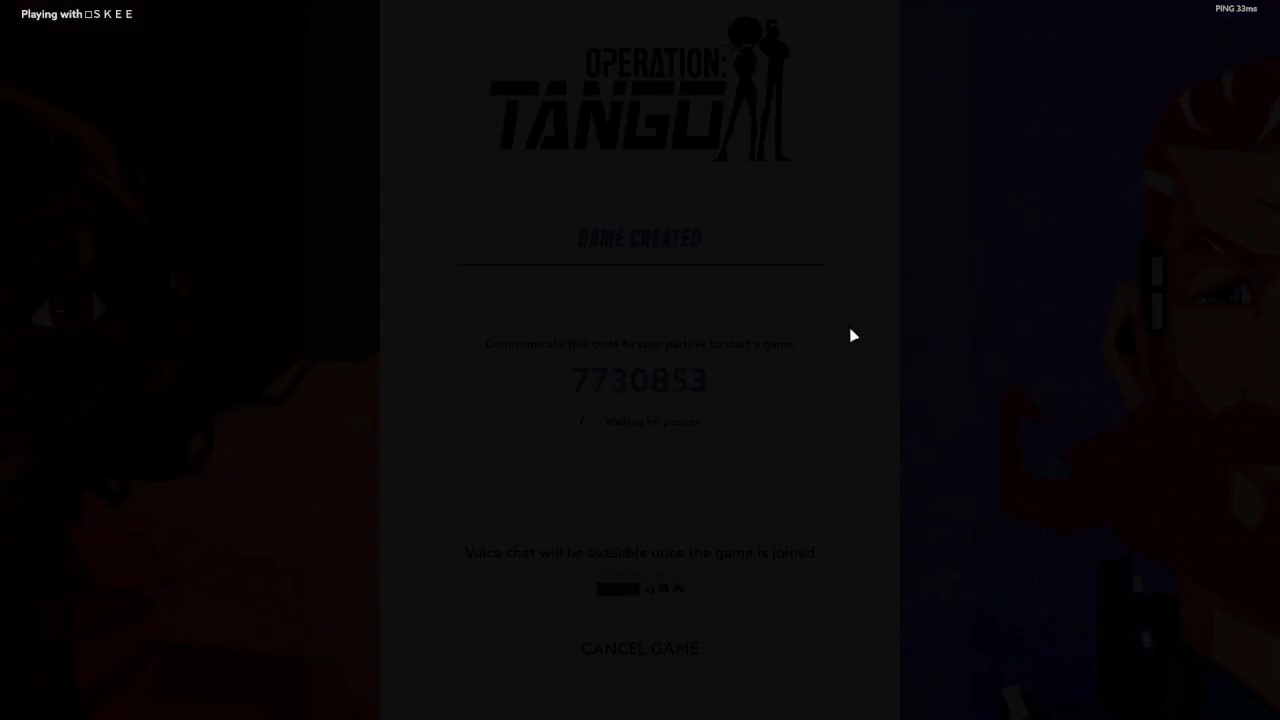 Playing with □S K E E
PING 33ms
OPERATION:
TANGO
GAME CREATED
Communicate this code to your partner to start a game
7730853
Waiting for partner
Voice chat will be available once the game is joined
CANCEL GAME